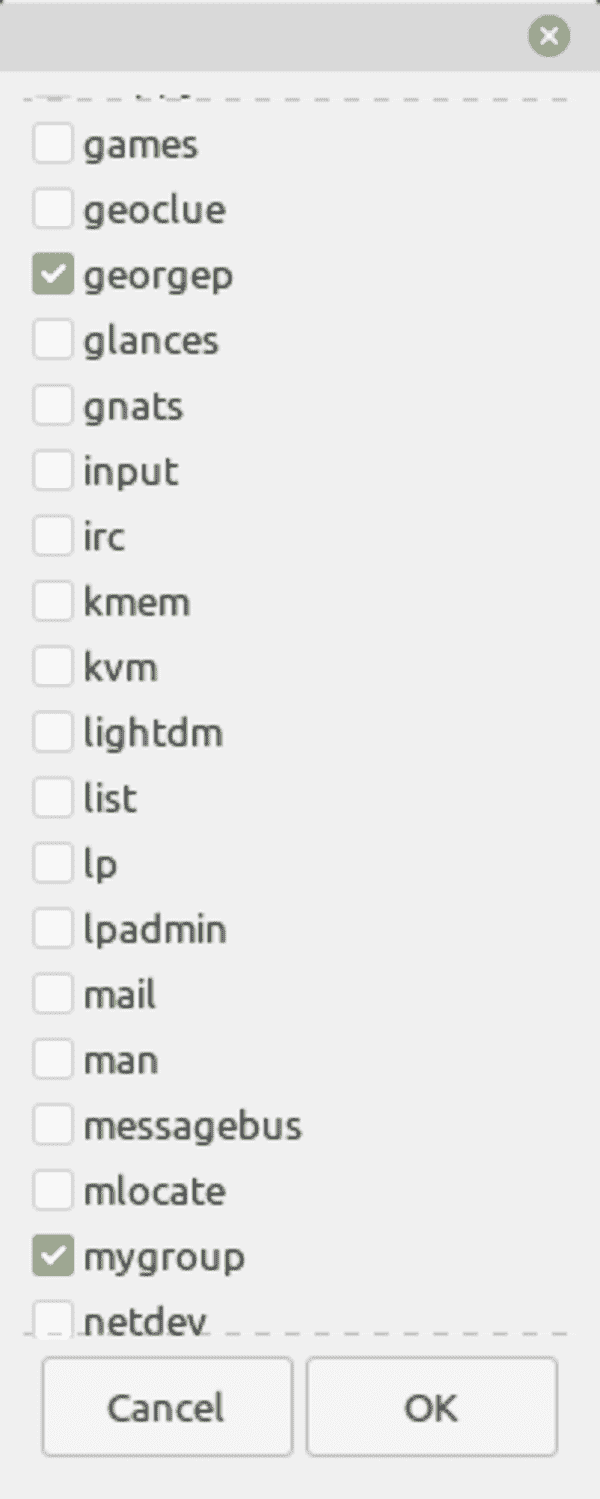 games
geoclue
georgep
glances
gnats
input
irc
kmem
kvm
lightdm
list
lp
lpadmin
mail
man
messagebus
mlocate
mygroup
netdev
Cancel
OK